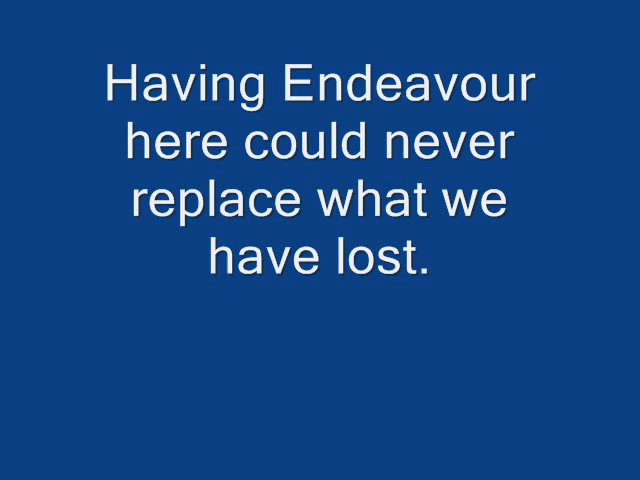 Having Endeavour
here could never
replace what we
have lost.